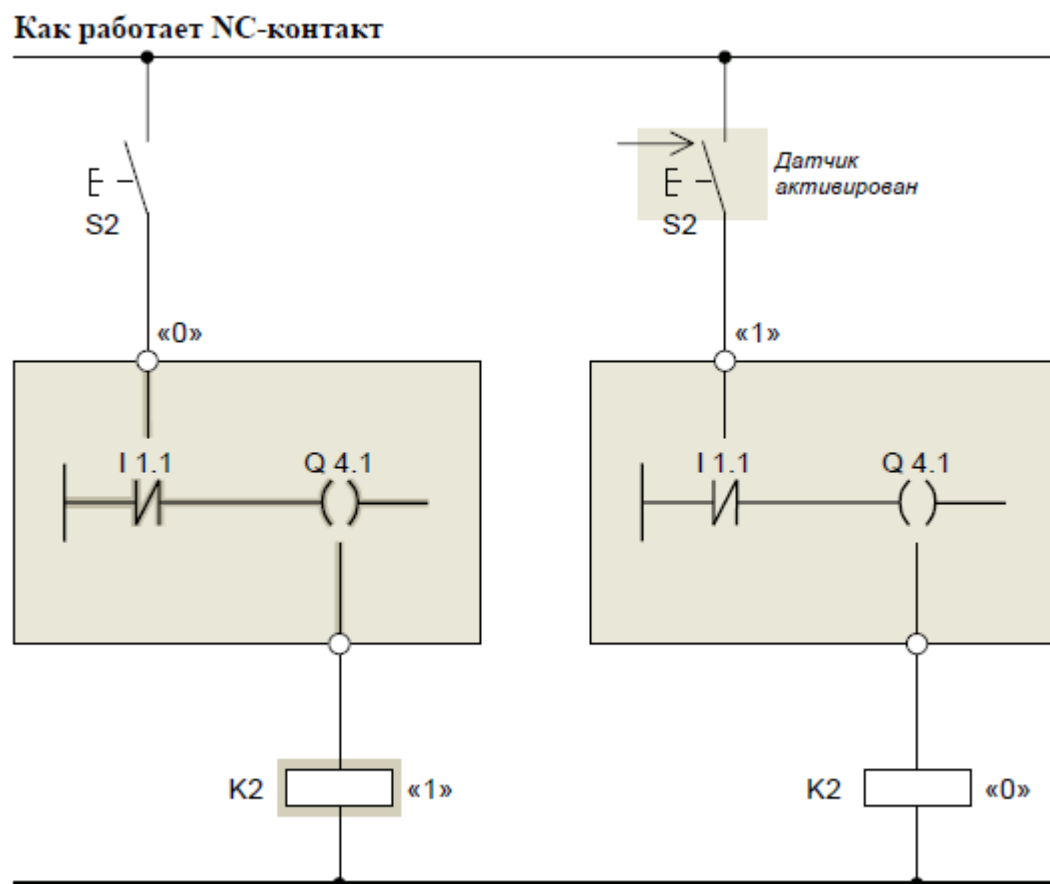 Как работает NC-контакт
Датчик
активирован
S2
S2
«0»
«1»
I 1.1
Q 4.1
I 1.1
Q 4.1
K2
«1»
K2
«0»